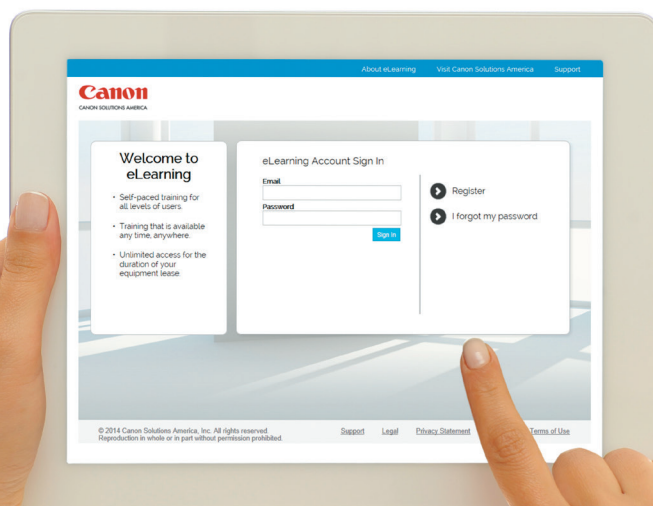 About eLearning Visit Canon Solutions America Support
Canon
CANON SOLUTIONS AMERICA
Welcome to
eLearning
• Self-paced training for
all levels of users.
• Training that is available
any time, anywhere.
• Unlimited access for the
duration of your
equipment lease
eLearning Account Sign In
Email
Password
Sign In
Register
I forgot my password
© 2014 Canon Solutions America, Inc. All rights reserved.
Reproduction in whole or in part without permission prohibited.
Support Legal Privacy Statement Terms of Use